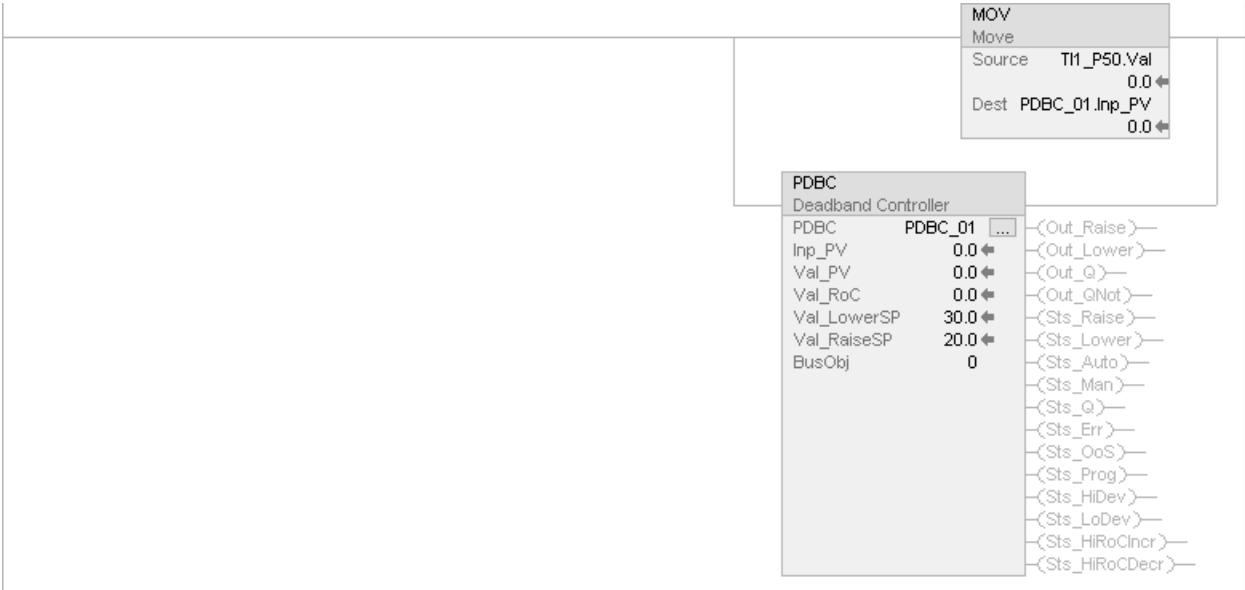 MOV
Move
Source TI1_P50.Val
0.0
Dest PDBC_01.Inp_PV
0.0
PDBC
Deadband Controller
PDBC PDBC_01 ...
Inp_PV 0.0
Val_PV 0.0
Val_RoC 0.0
Val_LowerSP 30.0
Val_RaiseSP 20.0
BusObj 0
(Out_Raise)
(Out_Lower)
(Out_Q)
(Out_QNot)
(Sts_Raise)
(Sts_Lower)
(Sts_Auto)
(Sts_Man)
(Sts_Q)
(Sts_Err)
(Sts_OoS)
(Sts_Prog)
(Sts_HiDev)
(Sts_LoDev)
(Sts_HiRoCIncr)
(Sts_HiRoCDecr)